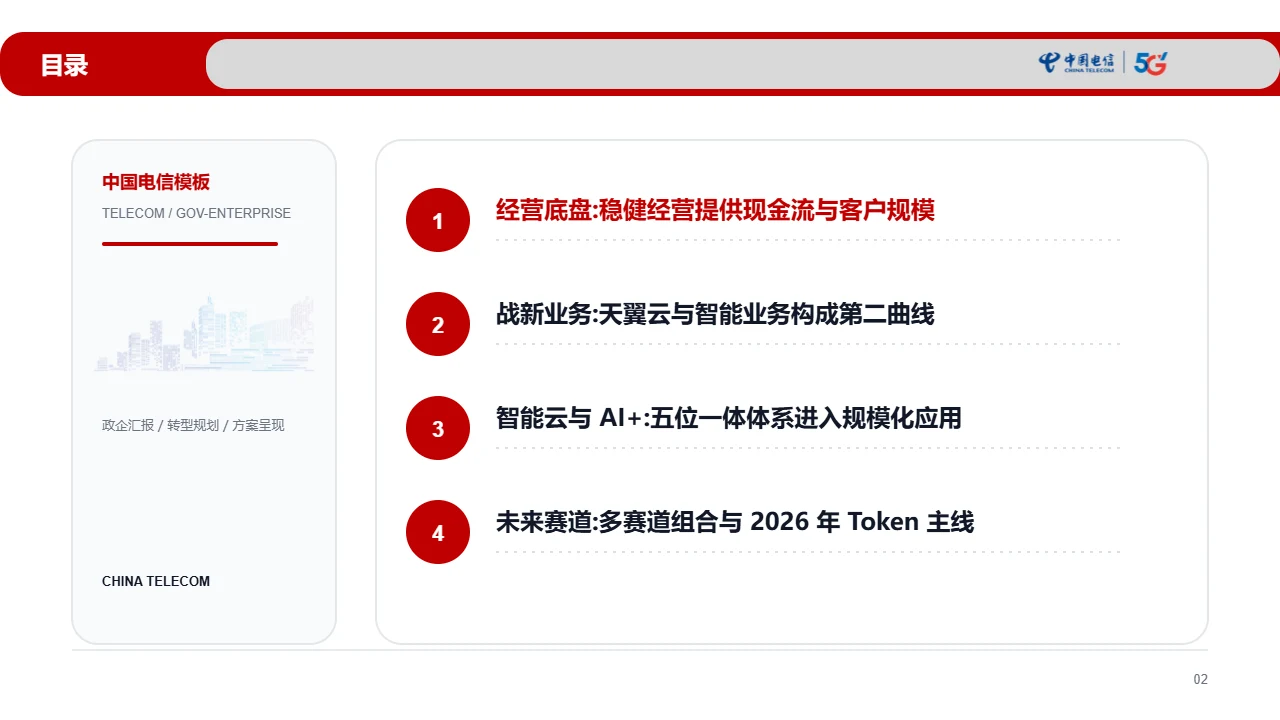 目录
中国电信
CHINA TELECOM
5G
中国电信模板
TELECOM / GOV-ENTERPRISE
政企汇报 / 转型规划 / 方案呈现
CHINA TELECOM
1
经营底盘:稳健经营提供现金流与客户规模
2
战新业务:天翼云与智能业务构成第二曲线
3
智能云与 AI+:五位一体体系进入规模化应用
4
未来赛道:多赛道组合与 2026 年 Token 主线
02